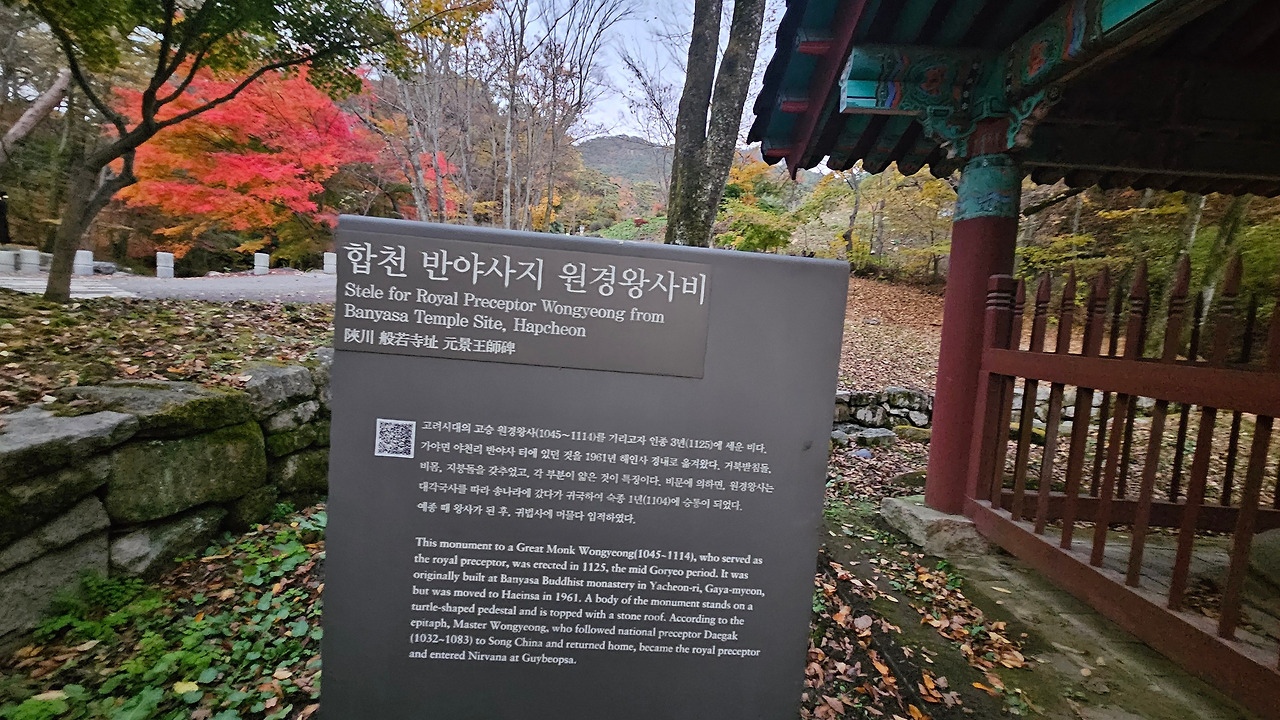 합천 반야사지 원경왕사비
Stele for Royal Preceptor Wongyeong from
Banyasa Temple Site, Hapcheon
陜川 般若寺址 元景王師碑
고려시대의 고승 원경왕사(1045~1114)를 기리고자 인종 3년(1125)에 세운 비다.
가야면 야천리 반야사 터에 있던 것을 1961년 해인사 경내로 옮겨왔다. 거북받침돌,
비몸, 지붕돌을 갖추었고, 각 부분이 얇은 것이 특징이다. 비문에 의하면, 원경왕사는
대각국사를 따라 송나라에 갔다가 귀국하여 숙종 1년(1104)에 승통이 되었다.
예종 때 왕사가 된 후, 귀법사에 머물다 입적하였다.
This monument to a Great Monk Wongyeong(1045~1114), who served as
the royal preceptor, was erected in 1125, the mid Goryeo period. It was
originally built at Banyasa Buddhist monastery in Yacheon-ri, Gaya-myeon,
but was moved to Haeinsa in 1961. A body of the monument stands on a
turtle-shaped pedestal and is topped with a stone roof. According to the
epitaph, Master Wongyeong, who followed national preceptor Daegak
(1032~1083) to Song China and returned home, became the royal preceptor
and entered Nirvana at Guybeopsa.